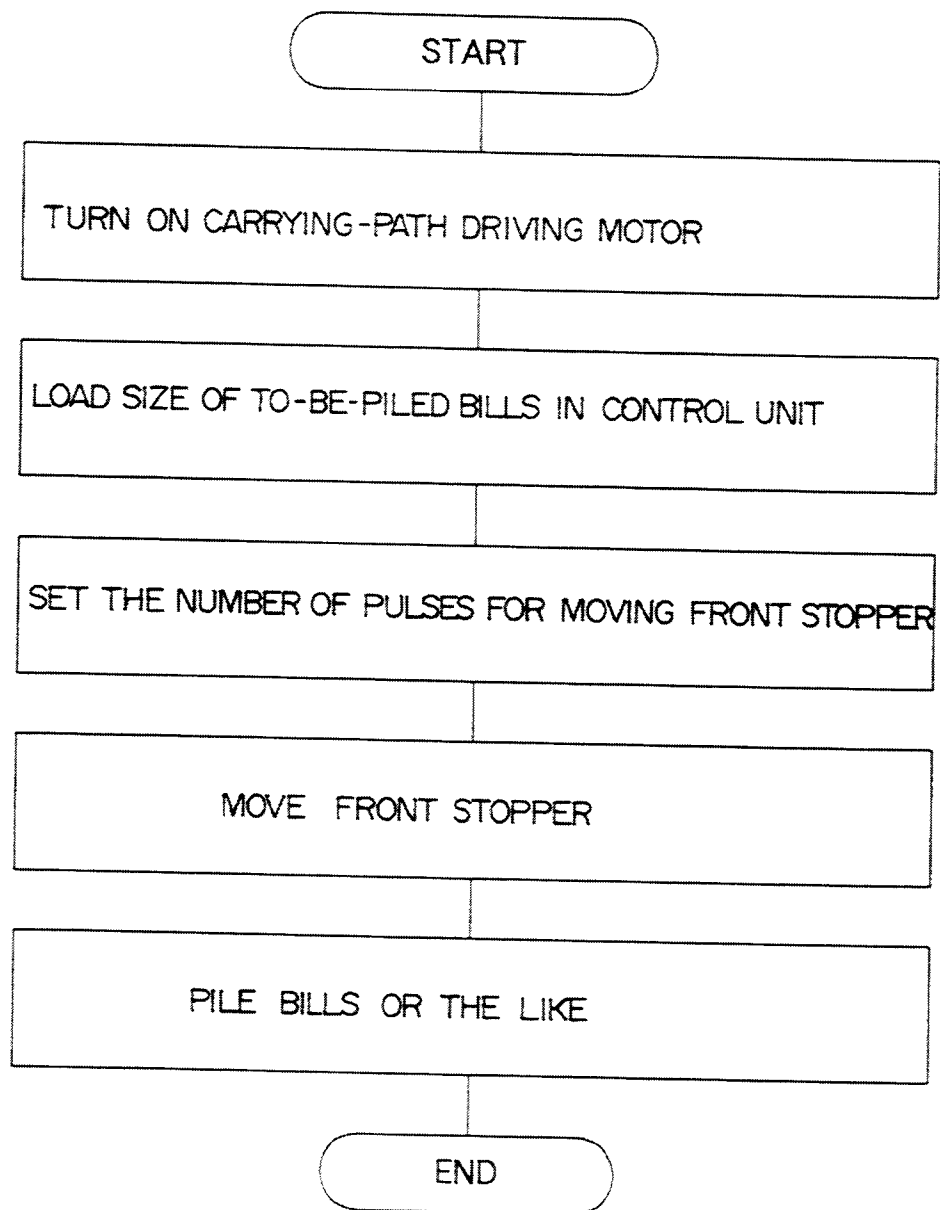 START
TURN ON CARRYING-PATH DRIVING MOTOR
LOAD SIZE OF TO-BE-PILED BILLS IN CONTROL UNIT
SET THE NUMBER OF PULSES FOR MOVING FRONT STOPPER
MOVE FRONT STOPPER
PILE BILLS OR THE LIKE
END